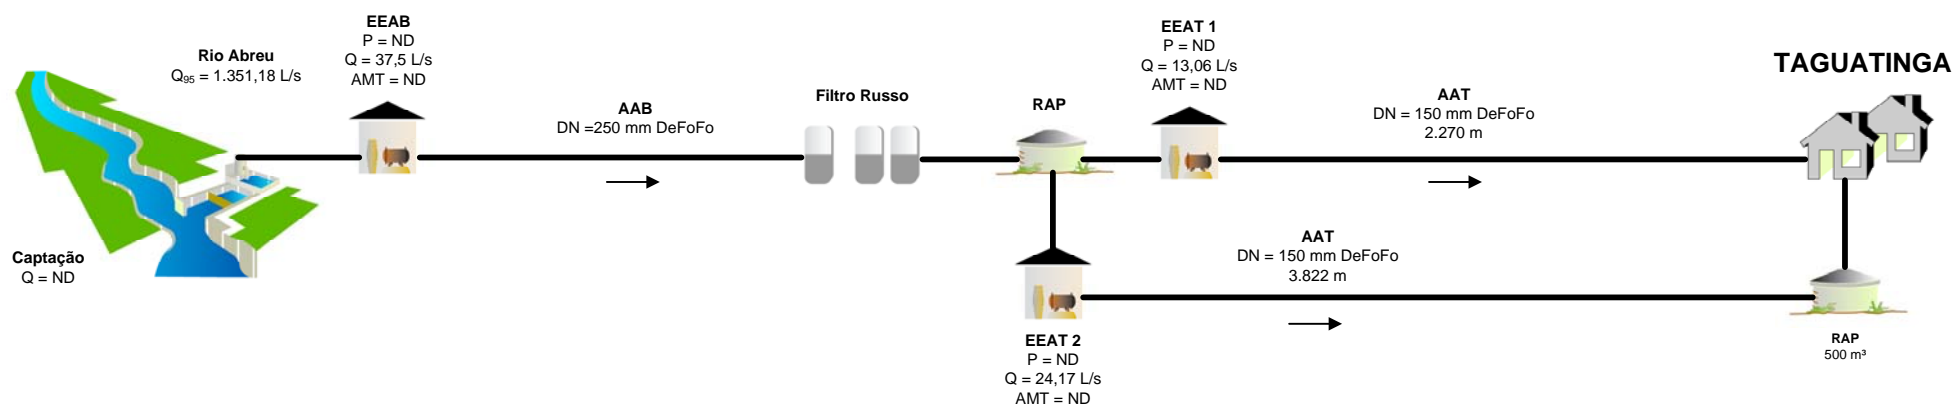 Rio Abreu
Q95 = 1.351,18 L/s
EEAB
P = ND
Q = 37,5 L/s
AMT = ND
AAB
DN =250 mm DeFoFo
Filtro Russo
RAP
EEAT 1
P = ND
Q = 13,06 L/s
AMT = ND
AAT
DN = 150 mm DeFoFo
2.270 m
TAGUATINGA
Captação
Q = ND
AAT
DN = 150 mm DeFoFo
3.822 m
EEAT 2
P = ND
Q = 24,17 L/s
AMT = ND
RAP
500 m³